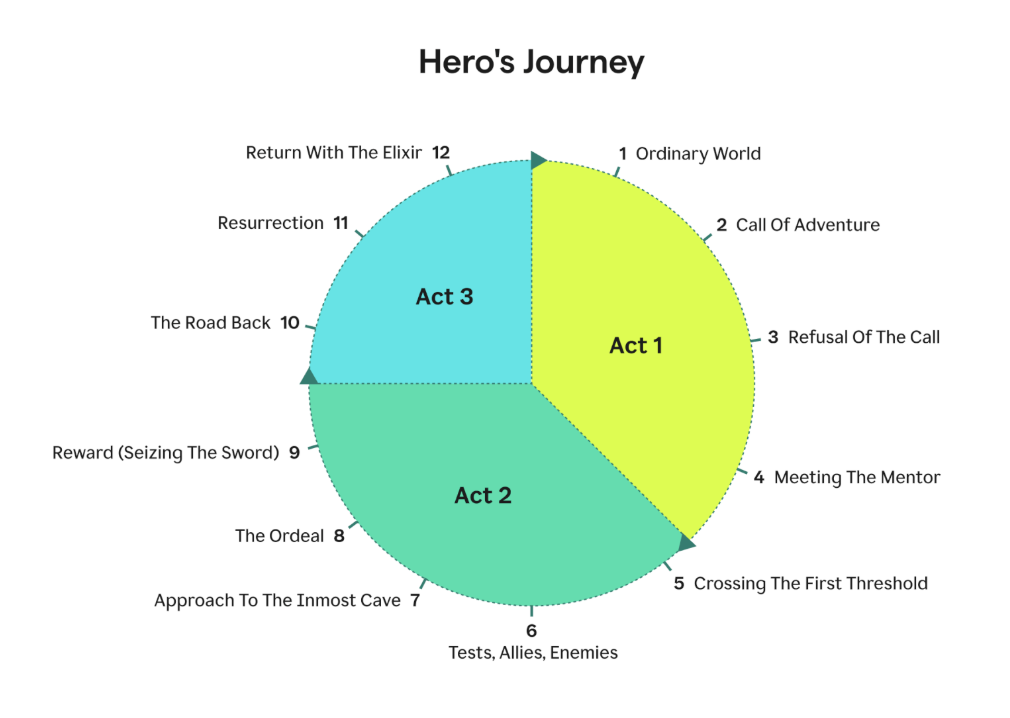 Hero's Journey
1 Ordinary World
2 Call Of Adventure
3 Refusal Of The Call
4 Meeting The Mentor
5 Crossing The First Threshold
6
Tests, Allies, Enemies
Approach To The Inmost Cave 7
The Ordeal 8
Reward (Seizing The Sword) 9
The Road Back 10
Resurrection 11
Return With The Elixir 12
Act 1
Act 2
Act 3